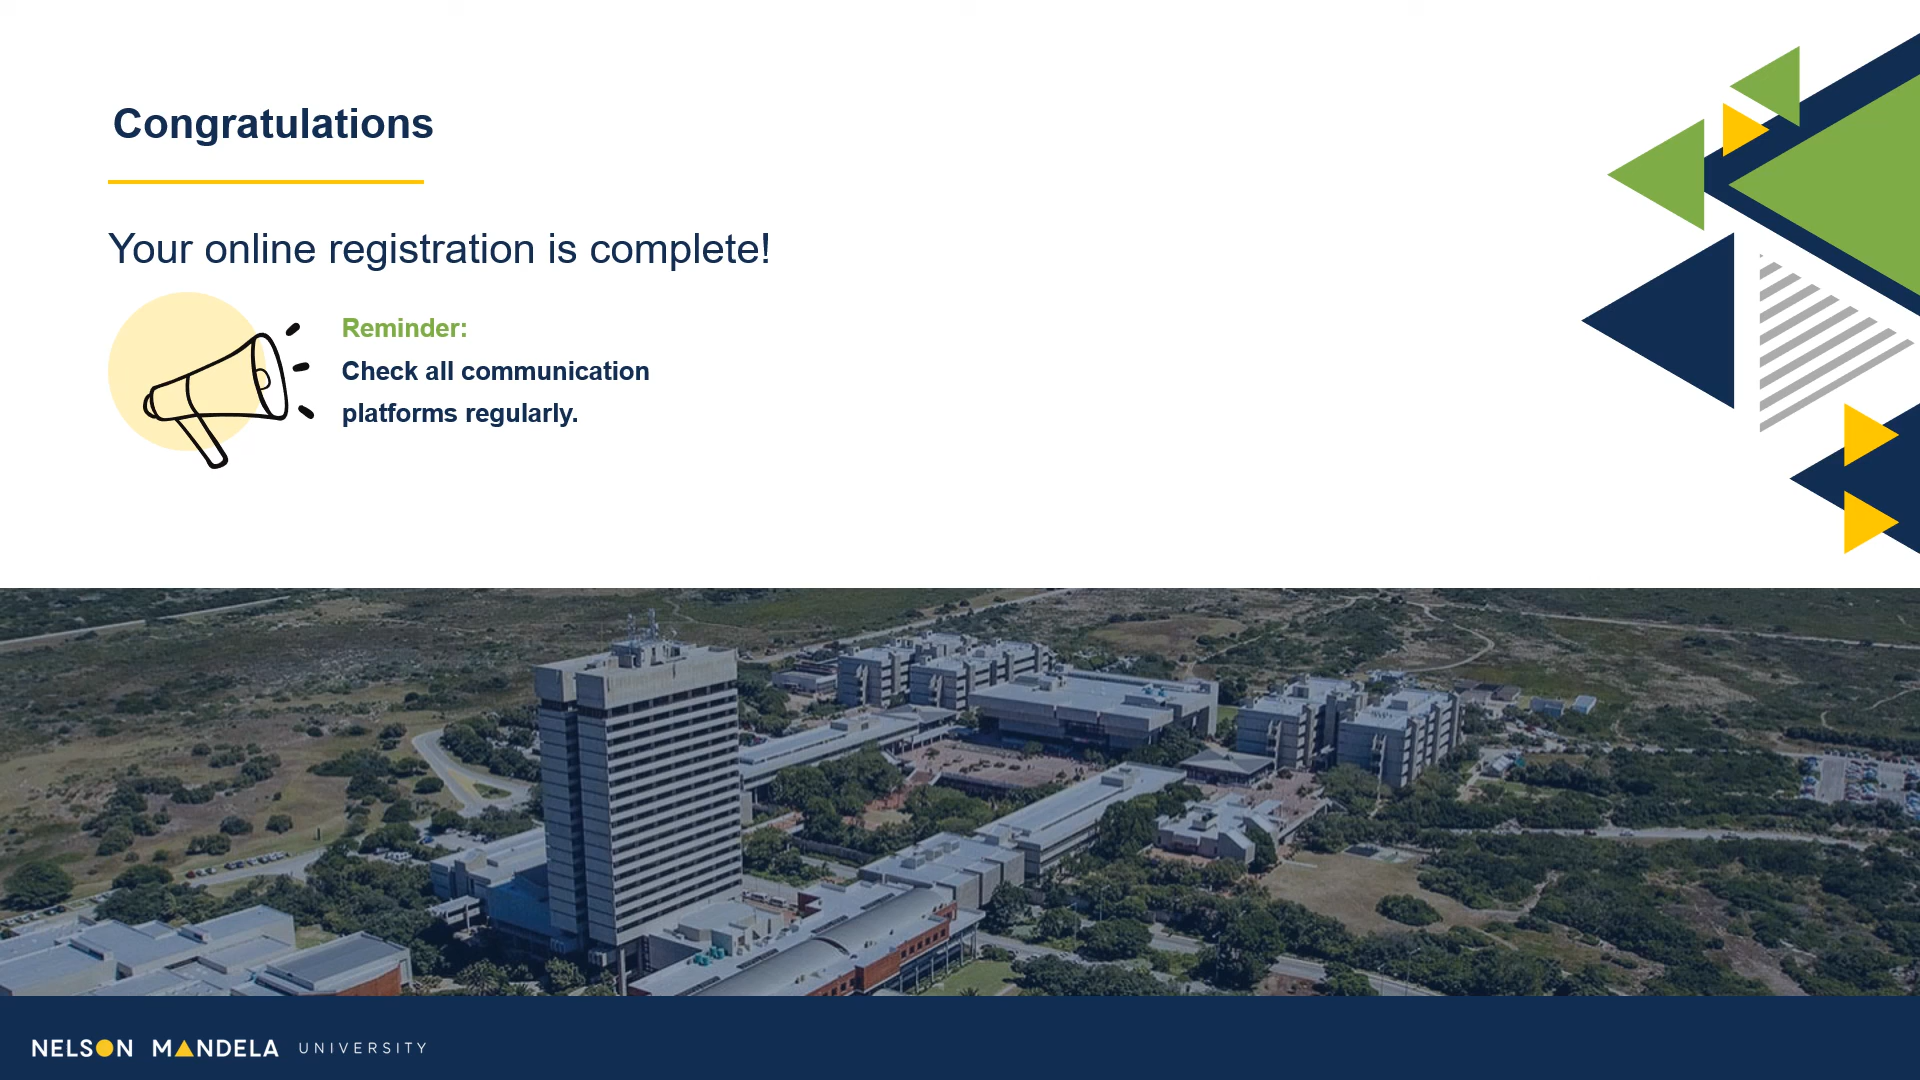 Congratulations
Your online registration is complete!
Reminder:
Check all communication
platforms regularly.
NELSON MANDELA UNIVERSITY